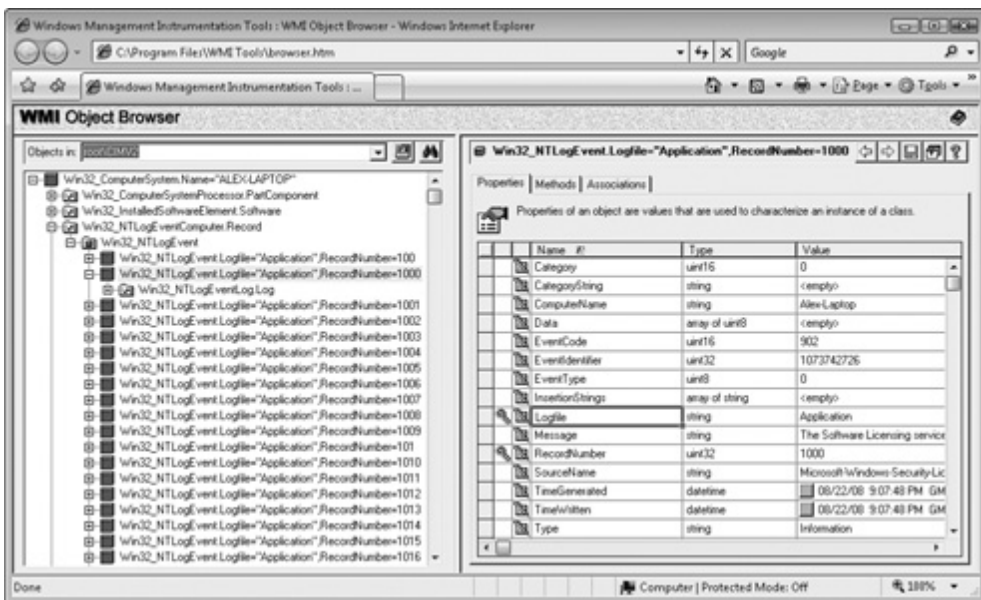 Windows Management Instrumentation Tools : WMI Object Browser - Windows Internet Explorer
C:\Program Files\WMI Tools\browser.htm
Google
Windows Management Instrumentation Tools : ...
Page
Tools
WMI Object Browser
Objects in: root\CIMV2
Win32_ComputerSystem.Name="ALEX-LAPTOP"
Win32_ComputerSystemProcessor.PartComponent
Win32_InstalledSoftwareElement.Software
Win32_NTLogEventComputer.Record
Win32_NTLogEvent
Win32_NTLogEvent.Logfile="Application",RecordNumber=100
Win32_NTLogEvent.Logfile="Application",RecordNumber=1000
Win32_NTLogEventLog.Log
Win32_NTLogEvent.Logfile="Application",RecordNumber=1001
Win32_NTLogEvent.Logfile="Application",RecordNumber=1002
Win32_NTLogEvent.Logfile="Application",RecordNumber=1003
Win32_NTLogEvent.Logfile="Application",RecordNumber=1004
Win32_NTLogEvent.Logfile="Application",RecordNumber=1005
Win32_NTLogEvent.Logfile="Application",RecordNumber=1006
Win32_NTLogEvent.Logfile="Application",RecordNumber=1007
Win32_NTLogEvent.Logfile="Application",RecordNumber=1008
Win32_NTLogEvent.Logfile="Application",RecordNumber=1009
Win32_NTLogEvent.Logfile="Application",RecordNumber=101
Win32_NTLogEvent.Logfile="Application",RecordNumber=1010
Win32_NTLogEvent.Logfile="Application",RecordNumber=1011
Win32_NTLogEvent.Logfile="Application",RecordNumber=1012
Win32_NTLogEvent.Logfile="Application",RecordNumber=1013
Win32_NTLogEvent.Logfile="Application",RecordNumber=1014
Win32_NTLogEvent.Logfile="Application",RecordNumber=1015
Win32_NTLogEvent.Logfile="Application",RecordNumber=1016
Win32_NTLogEvent.Logfile="Application",RecordNumber=1000
Properties Methods Associations
Properties of an object are values that are used to characterize an instance of a class.
Name Type Value
Category uint16 0
CategoryString string <empty>
ComputerName string Alex-Laptop
Data array of uint8 <empty>
EventCode uint16 902
EventIdentifier uint32 1073742726
EventType uint8 0
InsertionStrings array of string <empty>
Logfile string Application
Message string The Software Licensing service
RecordNumber uint32 1000
SourceName string Microsoft-Windows-Security-Lic
TimeGenerated datetime 08/22/08 9:07:48 PM GM
TimeWritten datetime 08/22/08 9:07:48 PM GM
Type string Information
Done
Computer | Protected Mode: Off
100%